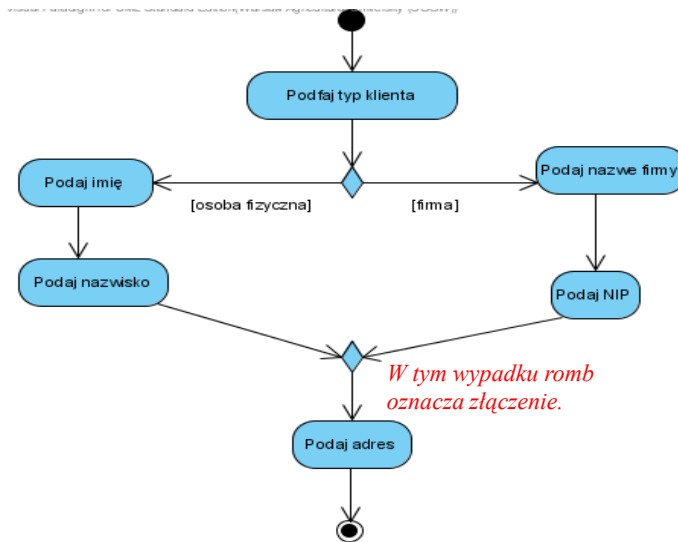 Podfaj typ klienta
Podaj imię
Podaj nazwe firmy
[osoba fizyczna]
[firma]
Podaj nazwisko
Podaj NIP
W tym wypadku romb
oznacza złączenie.
Podaj adres